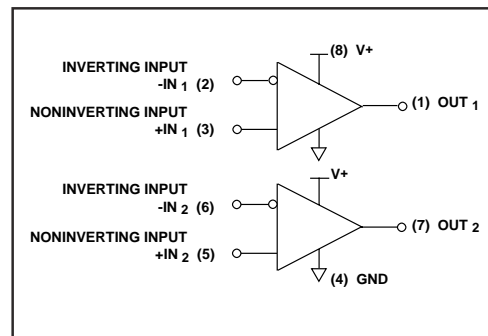 (8) V+
INVERTING INPUT
-IN 1 (2)
(1) OUT 1
NONINVERTING INPUT
+IN 1 (3)
V+
INVERTING INPUT
-IN 2 (6)
(7) OUT 2
NONINVERTING INPUT
+IN 2 (5)
(4) GND